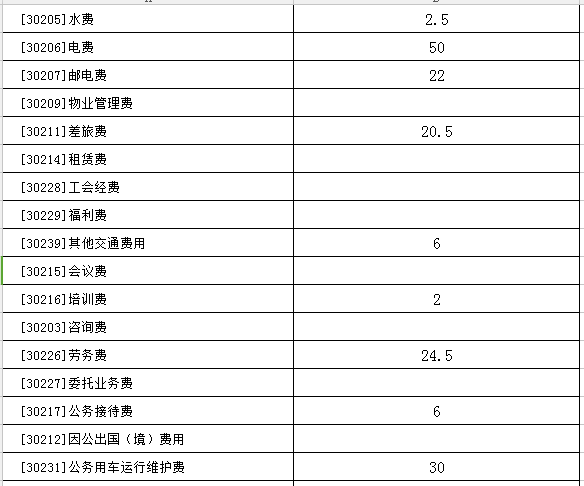 [30205]水费 2.5
[30206]电费 50
[30207]邮电费 22
[30209]物业管理费
[30211]差旅费 20.5
[30214]租赁费
[30228]工会经费
[30229]福利费
[30239]其他交通费用 6
[30215]会议费
[30216]培训费 2
[30203]咨询费
[30226]劳务费 24.5
[30227]委托业务费
[30217]公务接待费 6
[30212]因公出国（境）费用
[30231]公务用车运行维护费 30